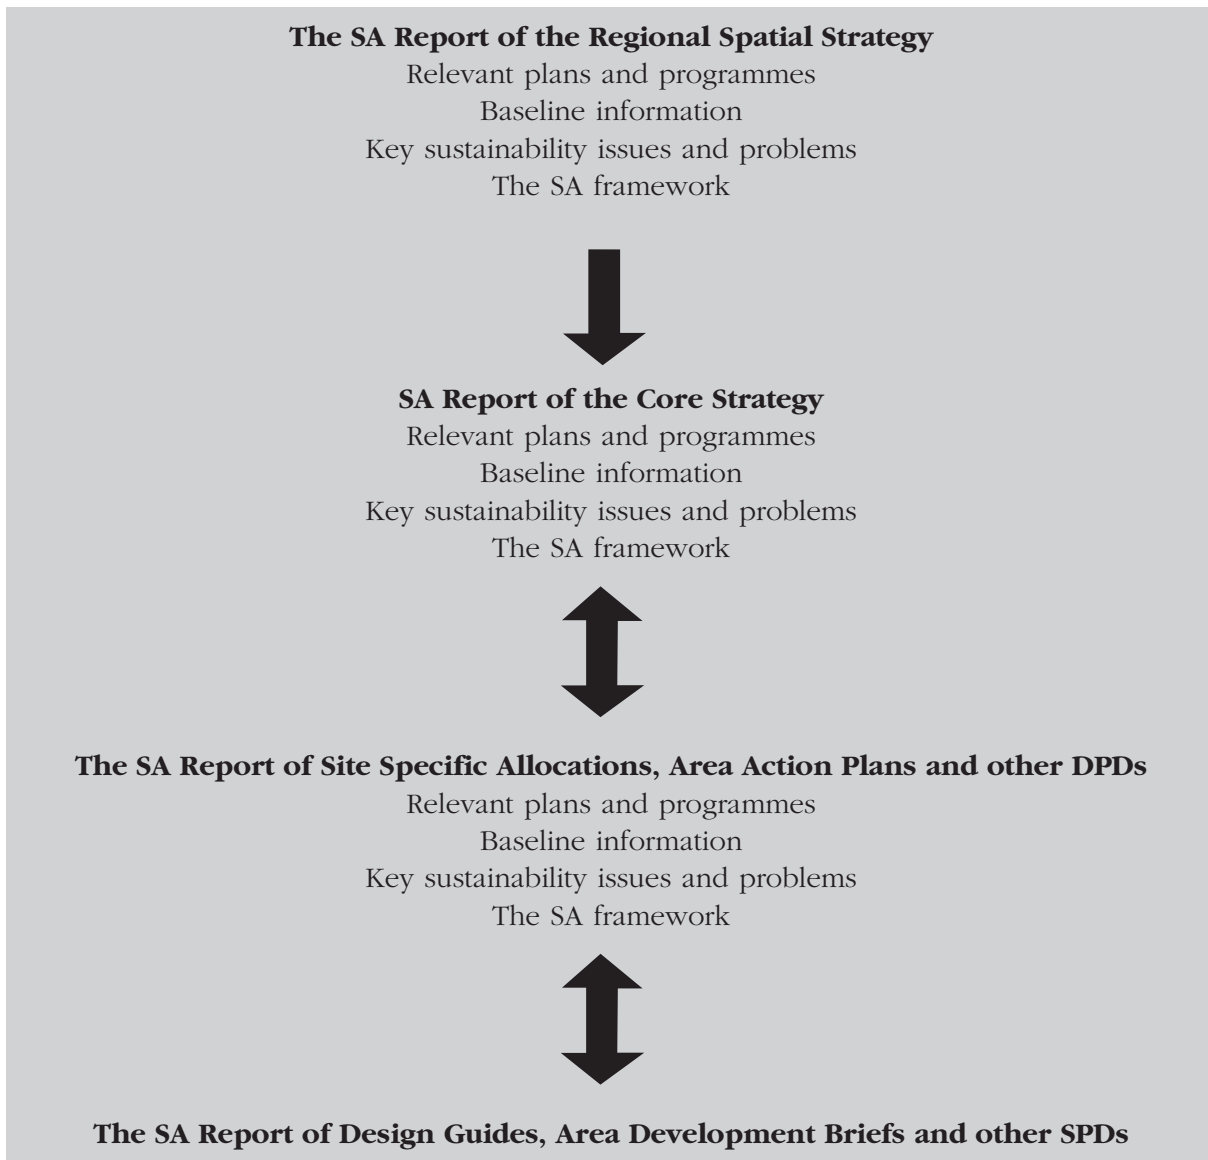 The SA Report of the Regional Spatial Strategy
Relevant plans and programmes
Baseline information
Key sustainability issues and problems
The SA framework
SA Report of the Core Strategy
Relevant plans and programmes
Baseline information
Key sustainability issues and problems
The SA framework
The SA Report of Site Specific Allocations, Area Action Plans and other DPDs
Relevant plans and programmes
Baseline information
Key sustainability issues and problems
The SA framework
The SA Report of Design Guides, Area Development Briefs and other SPDs